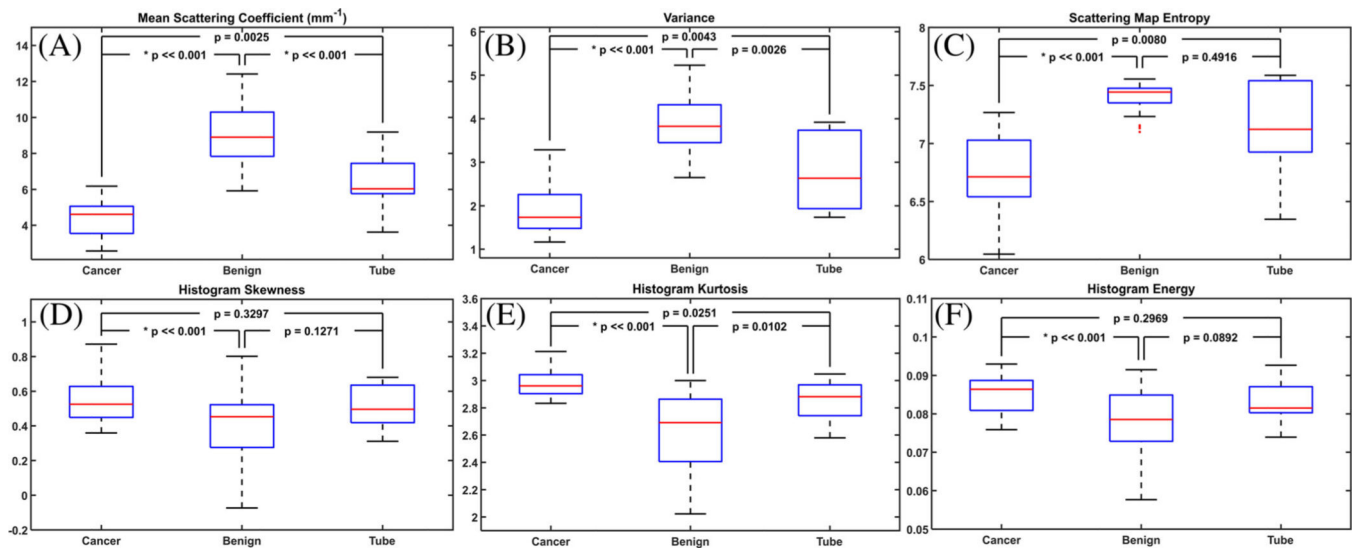 Mean Scattering Coefficient (mm⁻¹)
(A)
p = 0.0025
* p << 0.001
* p << 0.001
14
12
10
8
6
4
Cancer
Benign
Tube
Variance
(B)
p = 0.0043
* p << 0.001
p = 0.0026
6
5
4
3
2
1
Cancer
Benign
Tube
Scattering Map Entropy
(C)
p = 0.0080
* p << 0.001
p = 0.4916
8
7.5
7
6.5
6
Cancer
Benign
Tube
Histogram Skewness
(D)
p = 0.3297
* p << 0.001
p = 0.1271
1
0.8
0.6
0.4
0.2
0
-0.2
Cancer
Benign
Tube
Histogram Kurtosis
(E)
p = 0.0251
* p << 0.001
p = 0.0102
3.6
3.4
3.2
3
2.8
2.6
2.4
2.2
2
Cancer
Benign
Tube
Histogram Energy
(F)
p = 0.2969
* p << 0.001
p = 0.0892
0.11
0.1
0.09
0.08
0.07
0.06
0.05
Cancer
Benign
Tube